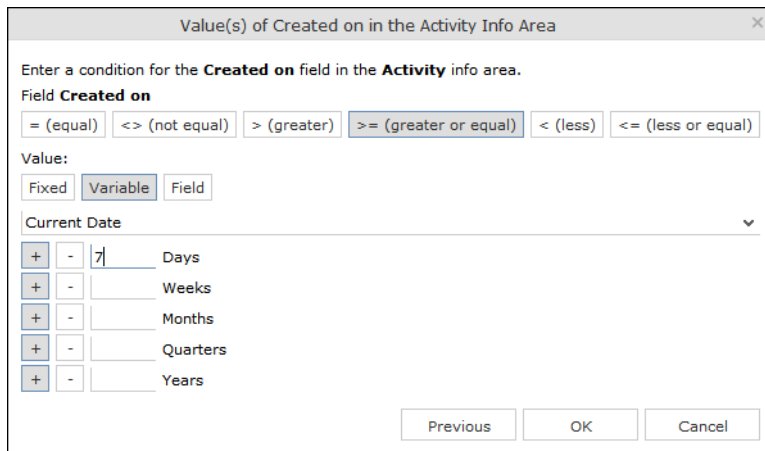 Value(s) of Created on in the Activity Info Area ×
Enter a condition for the Created on field in the Activity info area.
Field Created on
= (equal) <> (not equal) > (greater) >= (greater or equal) < (less) <= (less or equal)
Value:
Fixed Variable Field
Current Date
+ - 7 Days
+ - Weeks
+ - Months
+ - Quarters
+ - Years
Previous OK Cancel